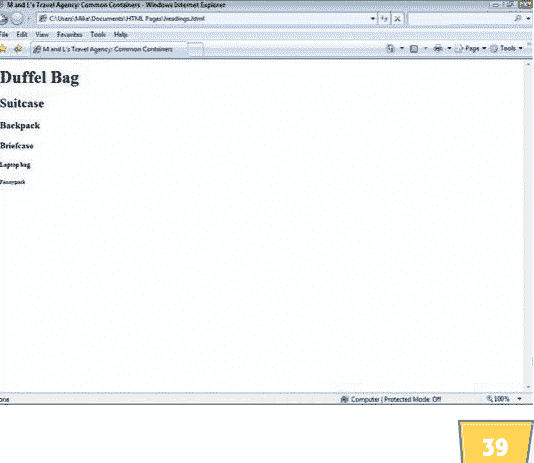 M and L's Travel Agency: Common Containers - Windows Internet Explorer
C:\Users\Mike\Documents\HTML Pages\headings.html
File Edit View Favorites Tools Help
M and L's Travel Agency: Common Containers
Page Tools
Duffel Bag
Suitcase
Backpack
Briefcase
Laptop bag
Fannypack
Computer | Protected Mode: Off 100%
39